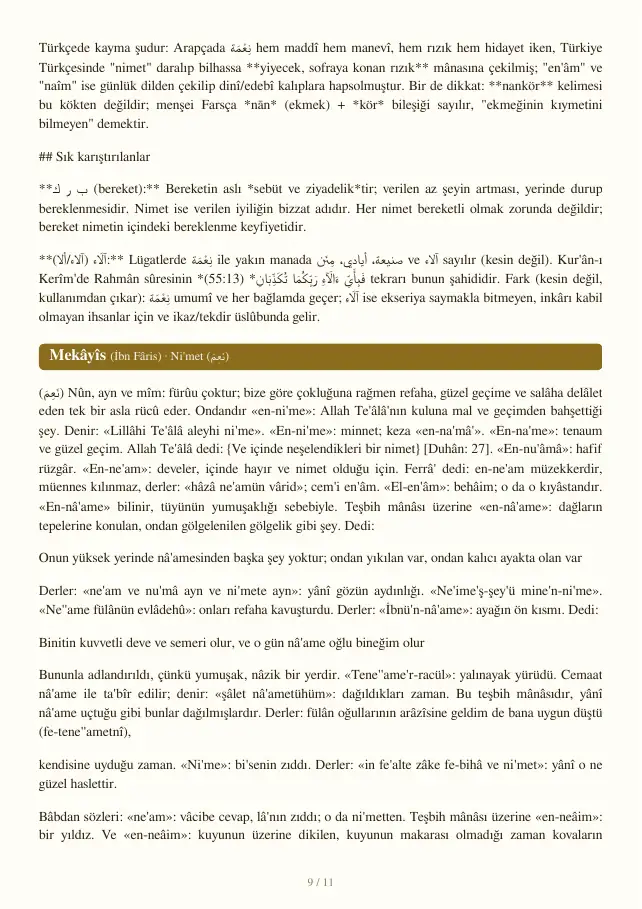 Türkçede kayma şudur: Arapçada نِعْمَة hem maddî hem manevî, hem rızık hem hidayet iken, Türkiye
Türkçesinde "nimet" daralıp bilhassa **yiyecek, sofraya konan rızık** mânasına çekilmiş; "en'âm" ve
"naîm" ise günlük dilden çekilip dinî/edebî kalıplara hapsolmuştur. Bir de dikkat: **nankör** kelimesi
bu kökten değildir; menşei Farsça *nān* (ekmek) + *kör* bileşiği sayılır, "ekmeğinin kıymetini
bilmeyen" demektir.
## Sık karıştırılanlar
**ب ر ك (bereket):** Bereketin aslı *sebüt ve ziyadelik*tir; verilen az şeyin artması, yerinde durup
bereklenmesidir. Nimet ise verilen iyiliğin bizzat adıdır. Her nimet bereketli olmak zorunda değildir;
bereket nimetin içindeki bereklenme keyfiyetidir.
**آلاء (آلاء/ألا):** Lügatlerde نِعْمَة ile yakın manada صنيعة، أيادي، مِنَن ve آلاء sayılır (kesin değil). Kur'ân-ı
Kerîm'de Rahmân sûresinin *(55:13) *فَبِأَيِّ ءَالَآءِ رَبِّكُمَا تُكَذِّبَانِ tekrarı bunun şahididir. Fark (kesin değil,
kullanımdan çıkar): نِعْمَة umumî ve her bağlamda geçer; آلَاء ise ekseriya saymakla bitmeyen, inkârı kabil
olmayan ihsanlar için ve ikaz/tekdir üslûbunda gelir.
Mekâyîs (İbn Fâris) · Ni'met (نَعِمَ)
(نَعِمَ) Nûn, ayn ve mîm: fürûu çoktur; bize göre çokluğuna rağmen refaha, güzel geçime ve salâha delâlet
eden tek bir asla rücû eder. Ondandır «en-ni'me»: Allah Te'âlâ'nın kuluna mal ve geçimden bahşettiği
şey. Denir: «Lillâhi Te'âlâ aleyhi ni'me». «En-ni'me»: minnet; keza «en-na'mâ'». «En-na'me»: tenaum
ve güzel geçim. Allah Te'âlâ dedi: {Ve içinde neşelendikleri bir nimet} [Duhân: 27]. «En-nu'âmâ»: hafif
rüzgâr. «En-ne'am»: develer, içinde hayır ve nimet olduğu için. Ferrâ' dedi: en-ne'am müzekkerdir,
müennes kılınmaz, derler: «hâzâ ne'amün vârid»; cem'i en'âm. «El-en'âm»: behâim; o da o kıyâstandır.
«En-nâ'ame» bilinir, tüyünün yumuşaklığı sebebiyle. Teşbih mânâsı üzerine «en-nâ'ame»: dağların
tepelerine konulan, ondan gölgelenilen gölgelik gibi şey. Dedi:
Onun yüksek yerinde nâ'amesinden başka şey yoktur; ondan yıkılan var, ondan kalıcı ayakta olan var
Derler: «ne'am ve nu'mâ ayn ve ni'mete ayn»: yânî gözün aydınlığı. «Ne'ime'ş-şey'ü mine'n-ni'me».
«Ne''ame fülânün evlâdehû»: onları refaha kavuşturdu. Derler: «İbnü'n-nâ'ame»: ayağın ön kısmı. Dedi:
Binitin kuvvetli deve ve semeri olur, ve o gün nâ'ame oğlu bineğim olur
Bununla adlandırıldı, çünkü yumuşak, nâzik bir yerdir. «Tene''ame'r-racül»: yalınayak yürüdü. Cemaat
nâ'ame ile ta'bîr edilir; denir: «şâlet nâ'ametühüm»: dağıldıkları zaman. Bu teşbih mânâsıdır, yânî
nâ'ame uçtuğu gibi bunlar dağılmışlardır. Derler: fülân oğullarının arâzîsine geldim de bana uygun düştü
(fe-tene''ametnî),
kendisine uyduğu zaman. «Ni'me»: bi'senin zıddı. Derler: «in fe'alte zâke fe-bihâ ve ni'met»: yânî o ne
güzel haslettir.
Bâbdan sözleri: «ne'am»: vâcibe cevap, lâ'nın zıddı; o da ni'metten. Teşbih mânâsı üzerine «en-neâim»:
bir yıldız. Ve «en-neâim»: kuyunun üzerine dikilen, kuyunun makarası olmadığı zaman kovaların
9 / 11